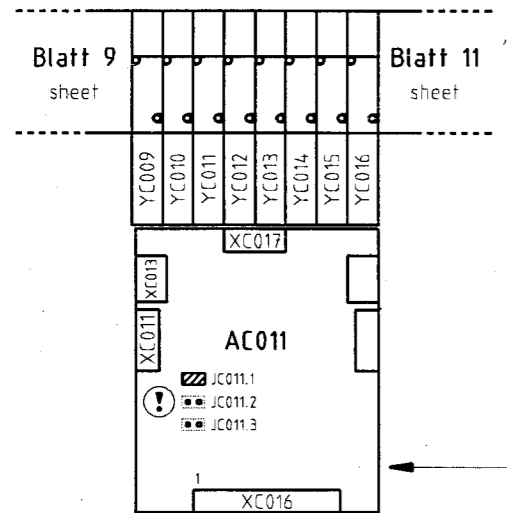 Blatt 9
sheet
Blatt 11
sheet
YC009
YC010
YC011
YC012
YC013
YC014
YC015
YC016
XC017
XC013
XC011
AC011
JC011.1
!
JC011.2
JC011.3
1
XC016